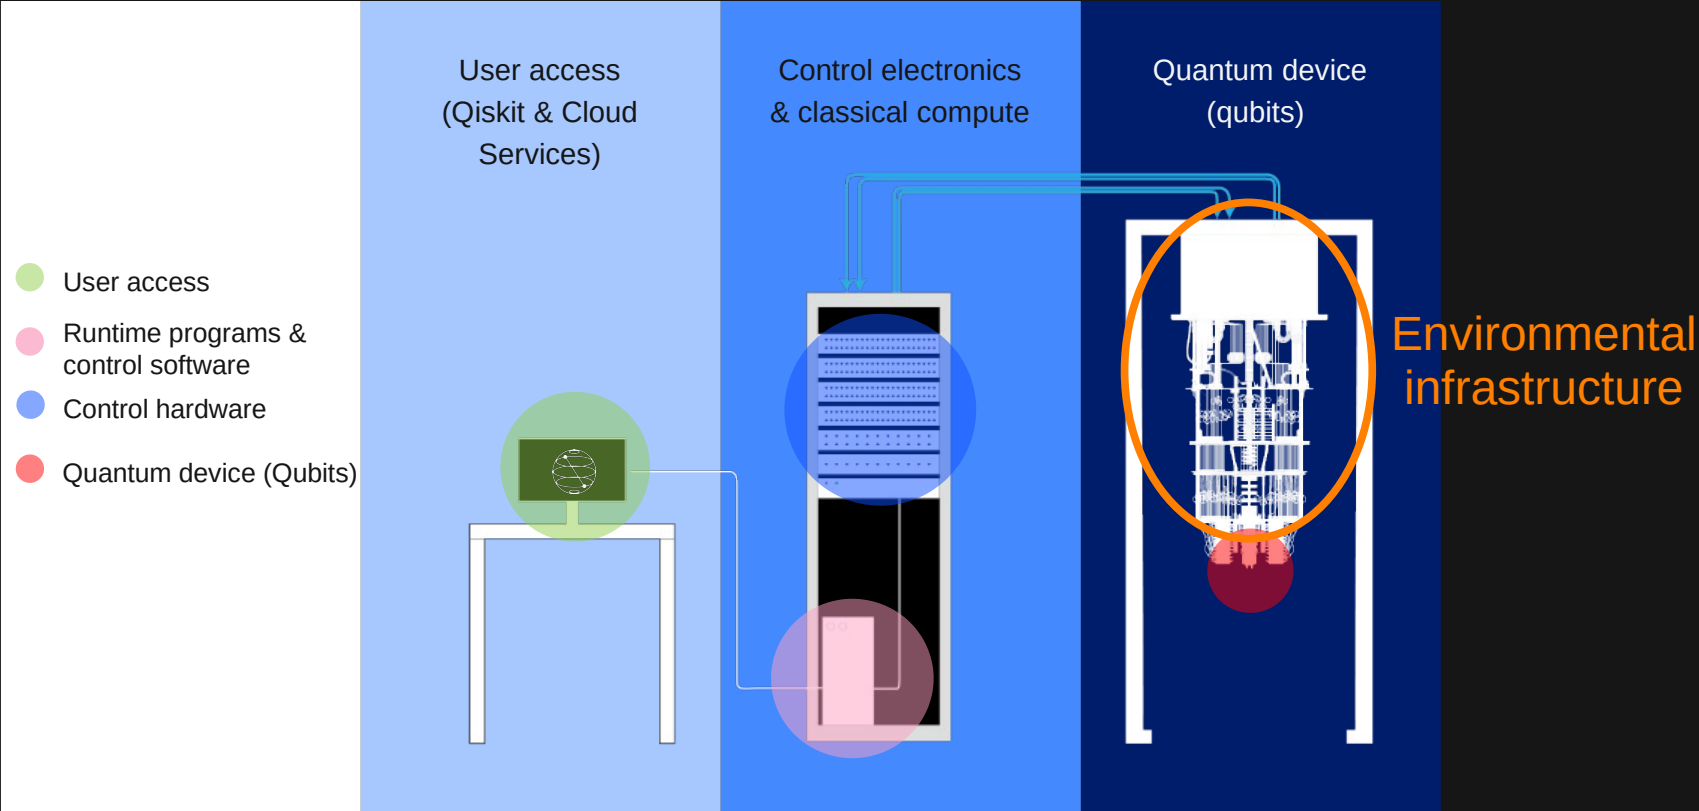 User access
(Qiskit & Cloud
Services)
Control electronics
& classical compute
Quantum device
(qubits)
User access
Runtime programs &
control software
Control hardware
Quantum device (Qubits)
Environmental
infrastructure